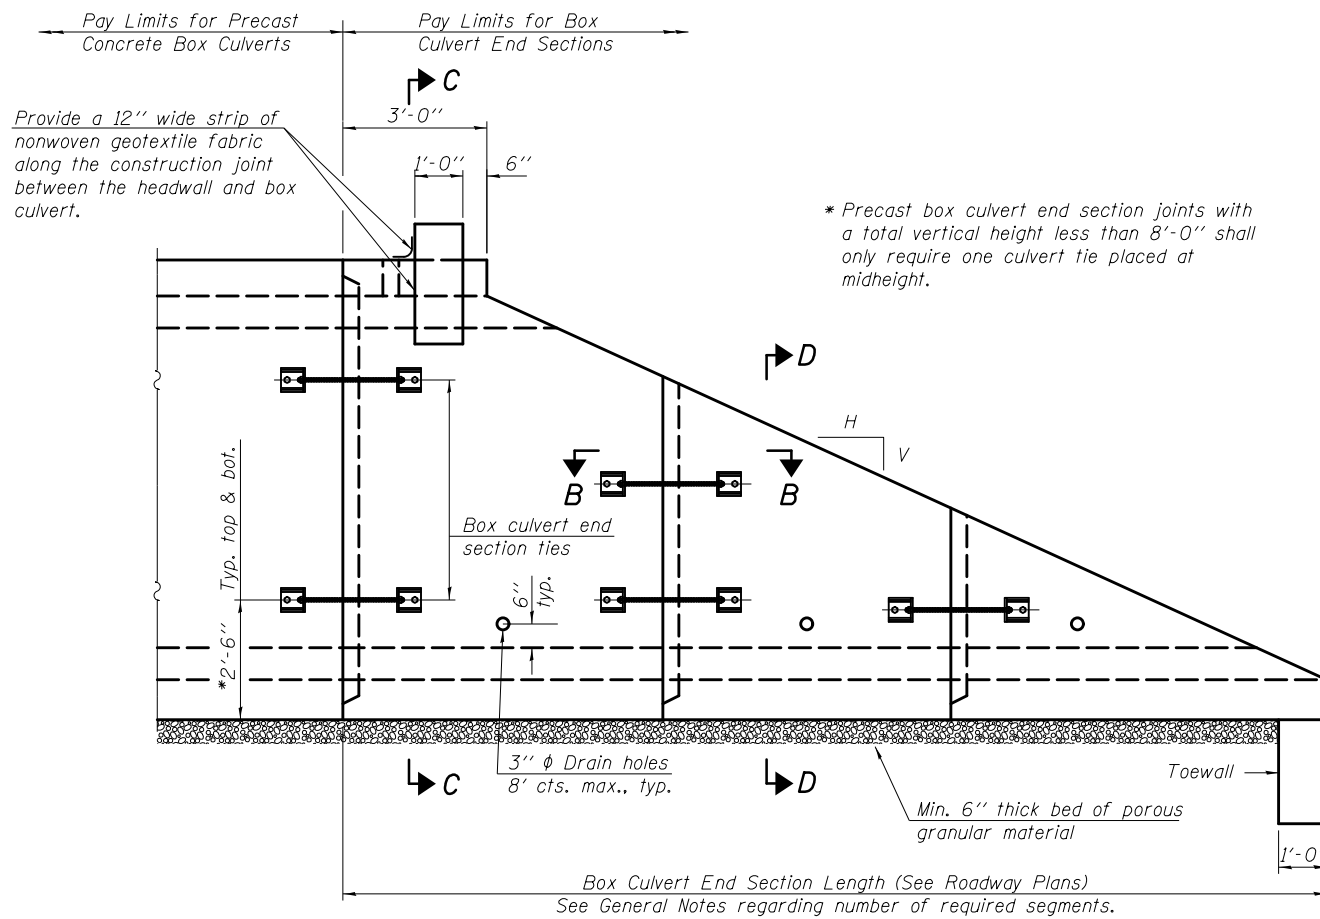 Pay Limits for Precast
Concrete Box Culverts
Pay Limits for Box
Culvert End Sections
C
3'-0"
Provide a 12" wide strip of
nonwoven geotextile fabric
along the construction joint
between the headwall and box
culvert.
1'-0"
6"
* Precast box culvert end section joints with
a total vertical height less than 8'-0" shall
only require one culvert tie placed at
midheight.
D
H
V
B
B
Typ. top & bot.
*2'-6"
Box culvert end
section ties
6"
typ.
3" ϕ Drain holes
8' cts. max., typ.
C
D
Toewall
Min. 6" thick bed of porous
granular material
1'-0
Box Culvert End Section Length (See Roadway Plans)
See General Notes regarding number of required segments.